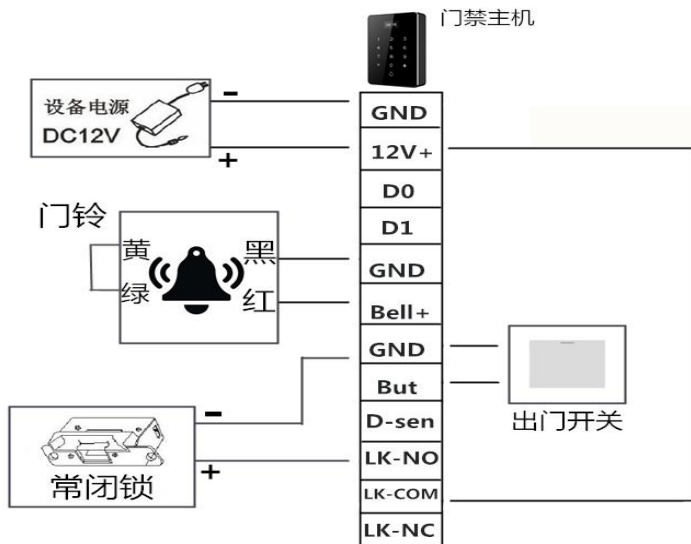 门禁主机
设备电源
DC12V
-
+
GND
12V+
D0
D1
GND
Bell+
GND
But
D-sen
LK-NO
LK-COM
LK-NC
门铃
黄
黑
绿
红
出门开关
-
+
常闭锁